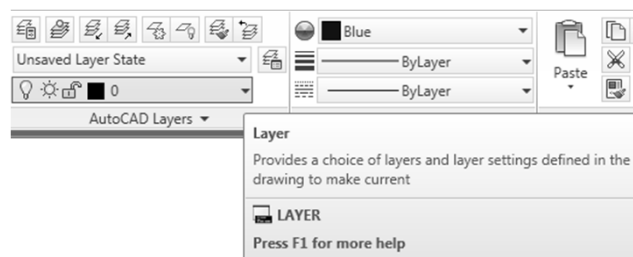 Blue
Unsaved Layer State
ByLayer
Paste
0
ByLayer
AutoCAD Layers
Layer
Provides a choice of layers and layer settings defined in the
drawing to make current
LAYER
Press F1 for more help